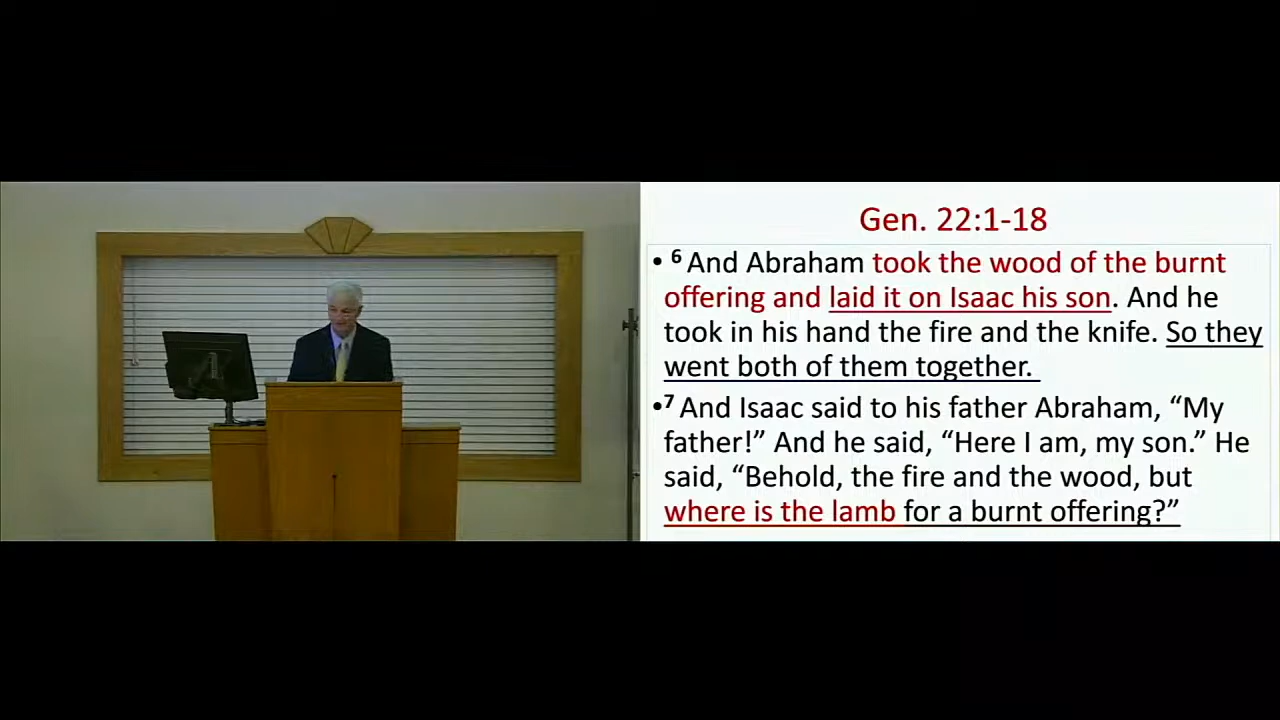 Gen. 22:1-18
• 6 And Abraham took the wood of the burnt
offering and laid it on Isaac his son. And he
took in his hand the fire and the knife. So they
went both of them together.
•7 And Isaac said to his father Abraham, “My
father!” And he said, “Here I am, my son.” He
said, “Behold, the fire and the wood, but
where is the lamb for a burnt offering?”